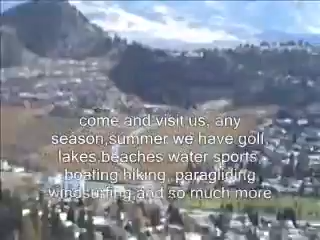 come and visit us. any
season,summer we have golf,
lakes,beaches water sports,
boating hiking, paragliding
windsurfing,and so much more